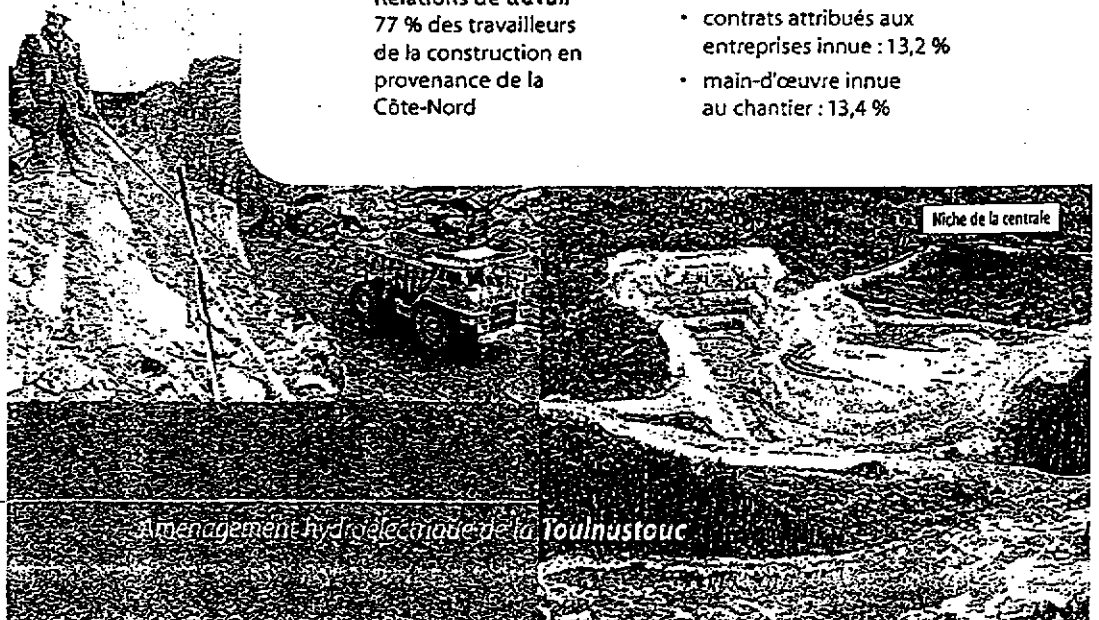 Relations de travail
77 % des travailleurs
de la construction en
provenance de la
Côte-Nord
• contrats attribués aux
entreprises innue : 13,2 %
• main-d'œuvre innue
au chantier : 13,4 %
Niche de la centrale
Aménagement hydroélectrique de la Toulnustouc